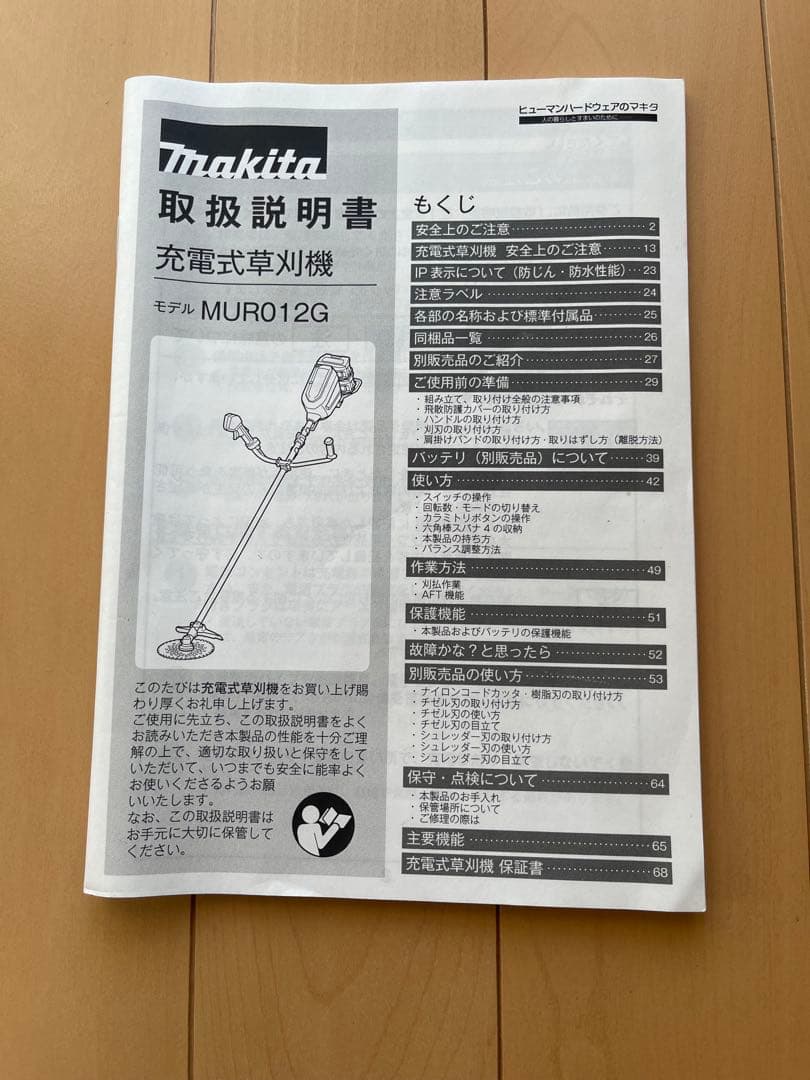 makita
取扱説明書
充電式草刈機
モデル MUR012G
このたびは充電式草刈機をお買い上げ賜
わり厚くお礼申し上げます。
ご使用に先立ち、この取扱説明書をよく
お読みいただき本製品の性能を十分ご理
解の上で、適切な取り扱いと保守をして
いただいて、いつまでも安全に能率よく
お使いくださるようお願
いいたします。
なお、この取扱説明書は
お手元に大切に保管して
ください。
ヒューマンハードウェアのマキタ
人の暮らしとすまいのために……
もくじ
安全上のご注意 2
充電式草刈機 安全上のご注意 13
IP 表示について(防じん・防水性能) 23
注意ラベル 24
各部の名称および標準付属品 25
同梱品一覧 26
別販売品のご紹介 27
ご使用前の準備 29
・組み立て、取り付け全般の注意事項
・飛散防護カバーの取り付け方
・ハンドルの取り付け方
・刈刃の取り付け方
・肩掛けバンドの取り付け方・取りはずし方(離脱方法)
バッテリ(別販売品)について 39
使い方 42
・スイッチの操作
・回転数・モードの切り替え
・カラミトリボタンの操作
・六角棒スパナ 4 の収納
・本製品の持ち方
・バランス調整方法
作業方法 49
・刈払作業
・AFT 機能
保護機能 51
・本製品およびバッテリの保護機能
故障かな?と思ったら 52
別販売品の使い方 53
・ナイロンコードカッタ・樹脂刃の取り付け方
・チゼル刃の取り付け方
・チゼル刃の使い方
・チゼル刃の目立て
・シュレッダー刃の取り付け方
・シュレッダー刃の使い方
・シュレッダー刃の目立て
保守・点検について 64
・本製品のお手入れ
・保管場所について
・ご修理の際は
主要機能 65
充電式草刈機 保証書 68